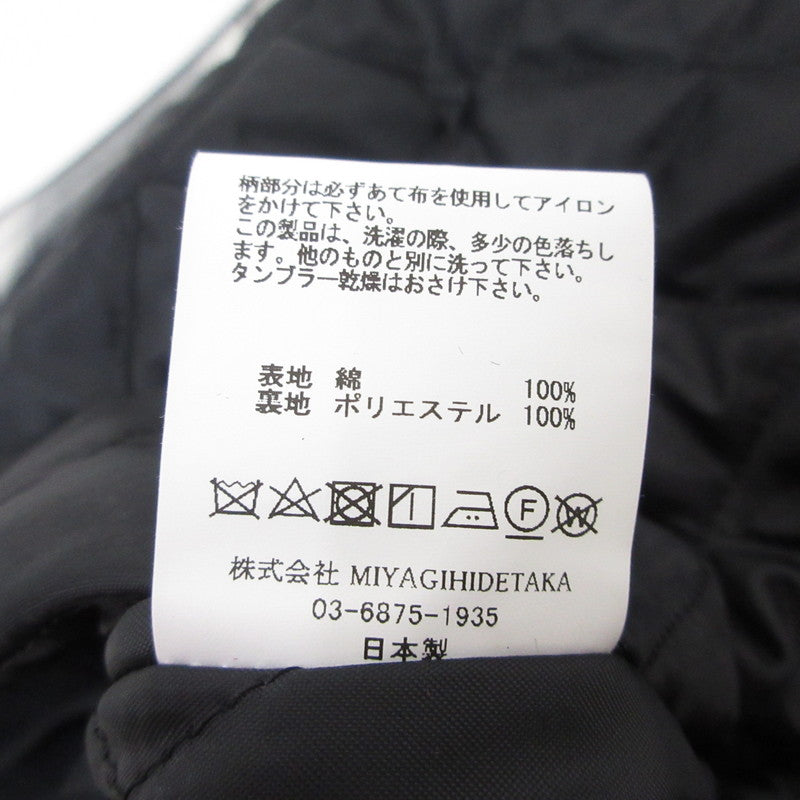 柄部分は必ずあて布を使用してアイロン
をかけて下さい。
この製品は、洗濯の際、多少の色落ちし
ます。他のものと別に洗って下さい。
タンブラー乾燥はおさけ下さい。
表地 綿 100%
裏地 ポリエステル 100%
F W
株式会社 MIYAGIHIDETAKA
03-6875-1935
日本製